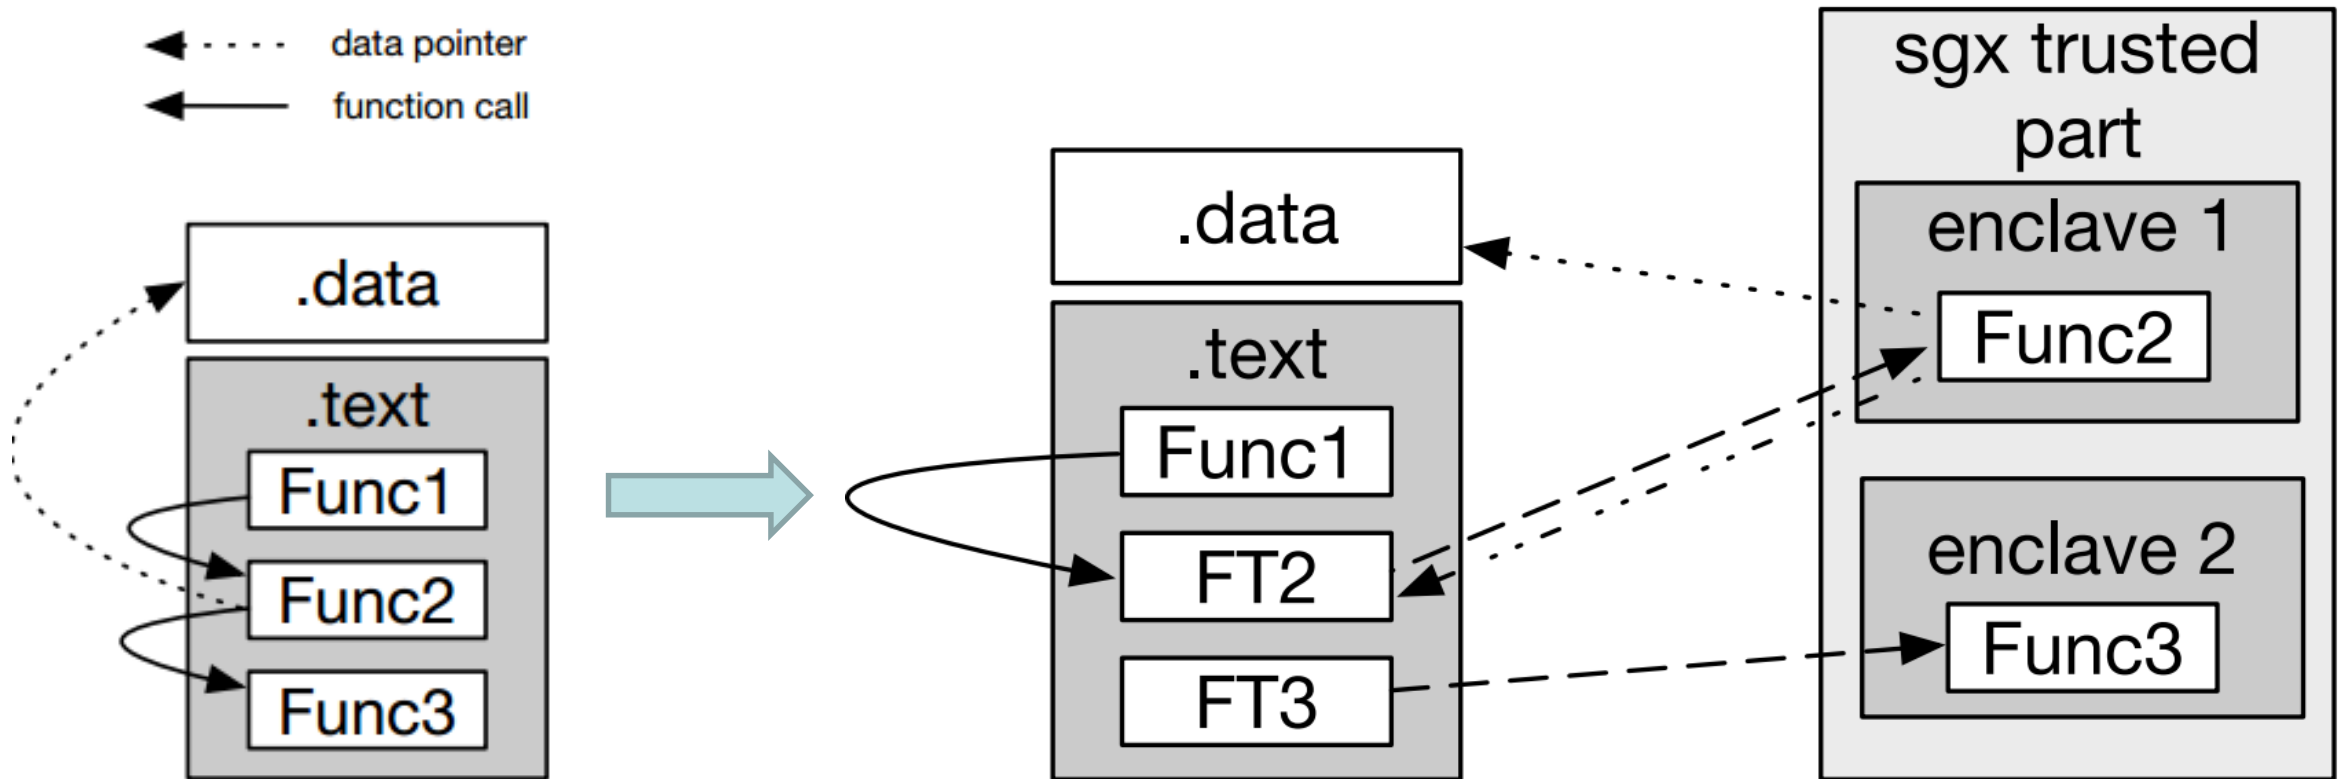 data pointer
function call
.data
.text
Func1
Func2
Func3
.data
.text
Func1
FT2
FT3
sgx trusted
part
enclave 1
Func2
enclave 2
Func3